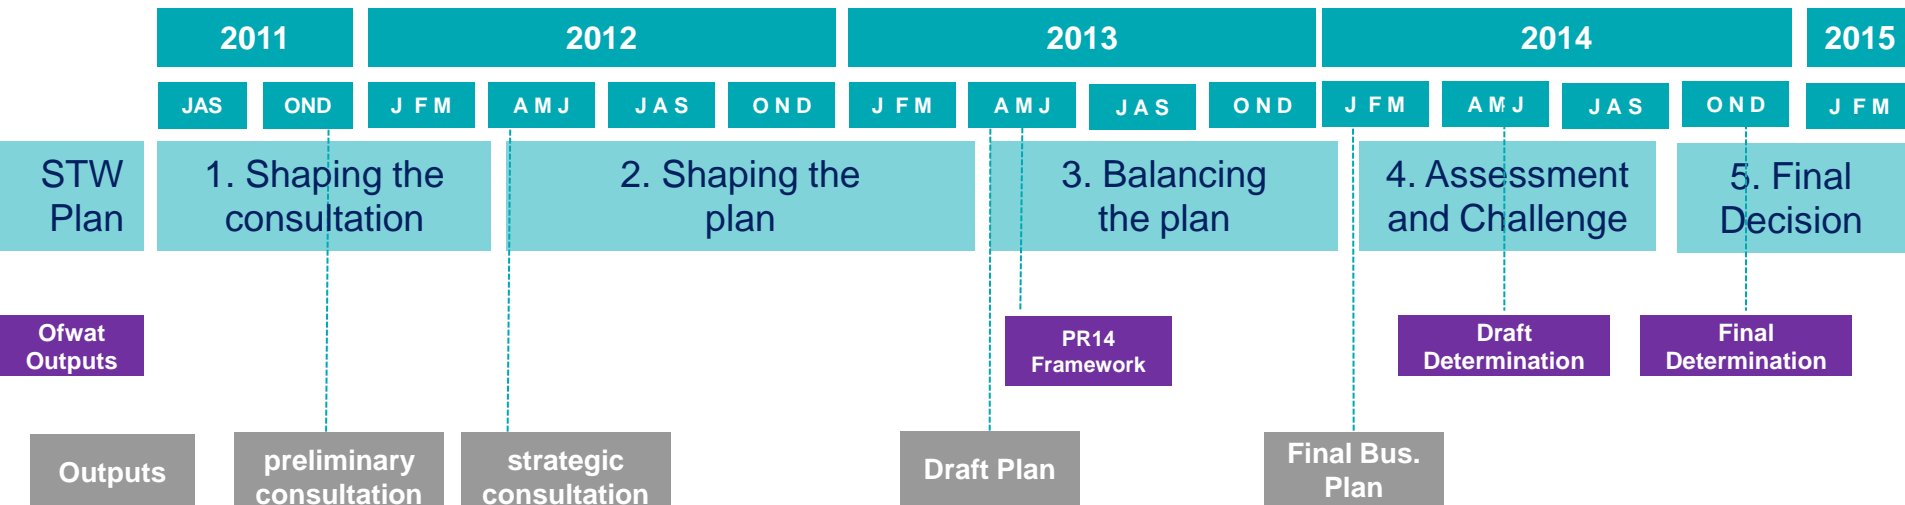 2011 2012 2013 2014 2015
JAS OND J F M A M J J A S O N D J F M A M J J A S O N D J F M A M J J A S O N D J F M
STW
Plan
1. Shaping the
consultation
2. Shaping the
plan
3. Balancing
the plan
4. Assessment
and Challenge
5. Final
Decision
Ofwat
Outputs
PR14
Framework
Draft
Determination
Final
Determination
Outputs
preliminary
consultation
strategic
consultation
Draft Plan
Final Bus.
Plan